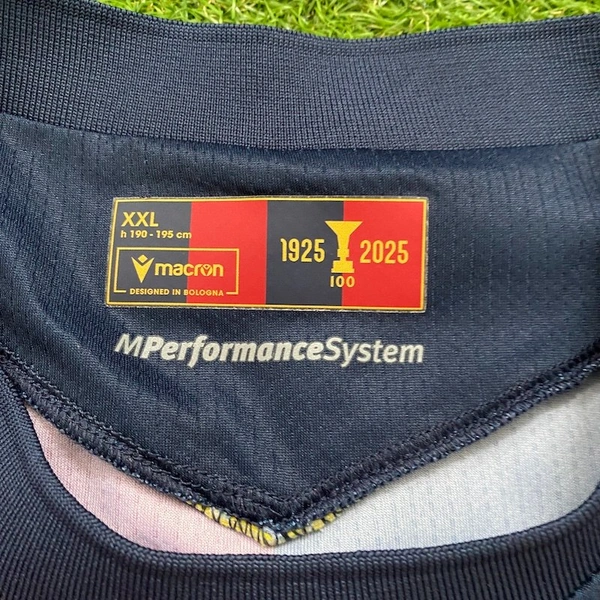 XXL
h 190 - 195 cm
macron
DESIGNED IN BOLOGNA
1925 2025
100
MPerformanceSystem